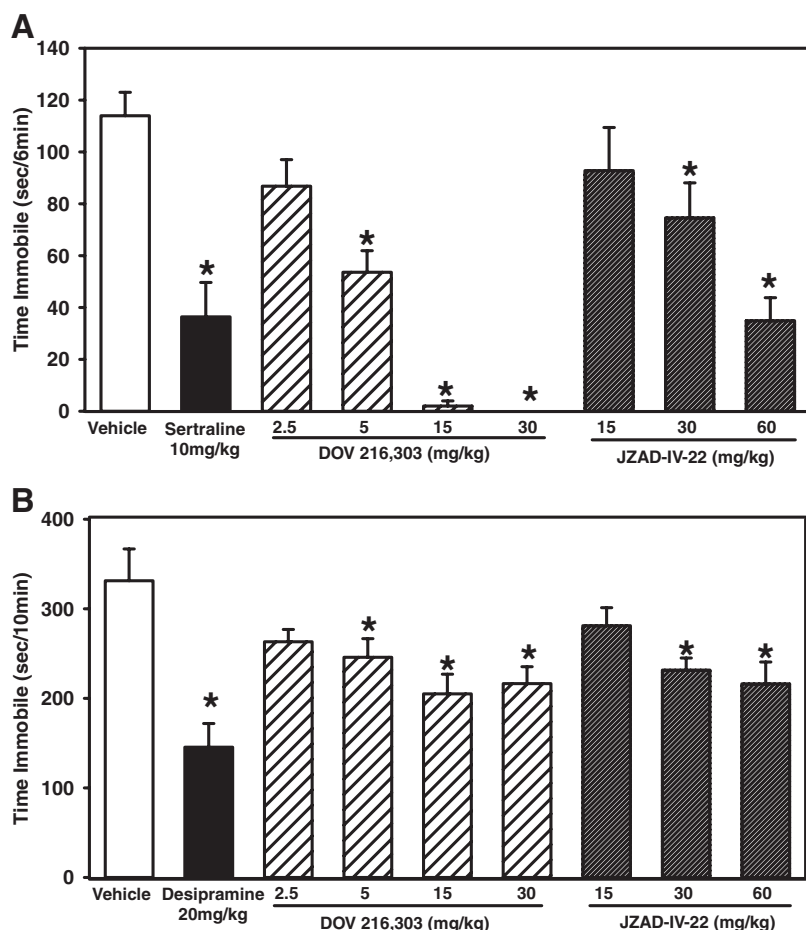 A
Time Immobile (sec/6min)
140
120
100
80
60
40
20
0
* * * * * *
Vehicle Sertraline 10mg/kg
2.5 5 15 30
DOV 216,303 (mg/kg)
15 30 60
JZAD-IV-22 (mg/kg)
B
Time Immobile (sec/10min)
400
300
200
100
0
* * * * * *
Vehicle Desipramine 20mg/kg
2.5 5 15 30
DOV 216,303 (mg/kg)
15 30 60
JZAD-IV-22 (mg/kg)